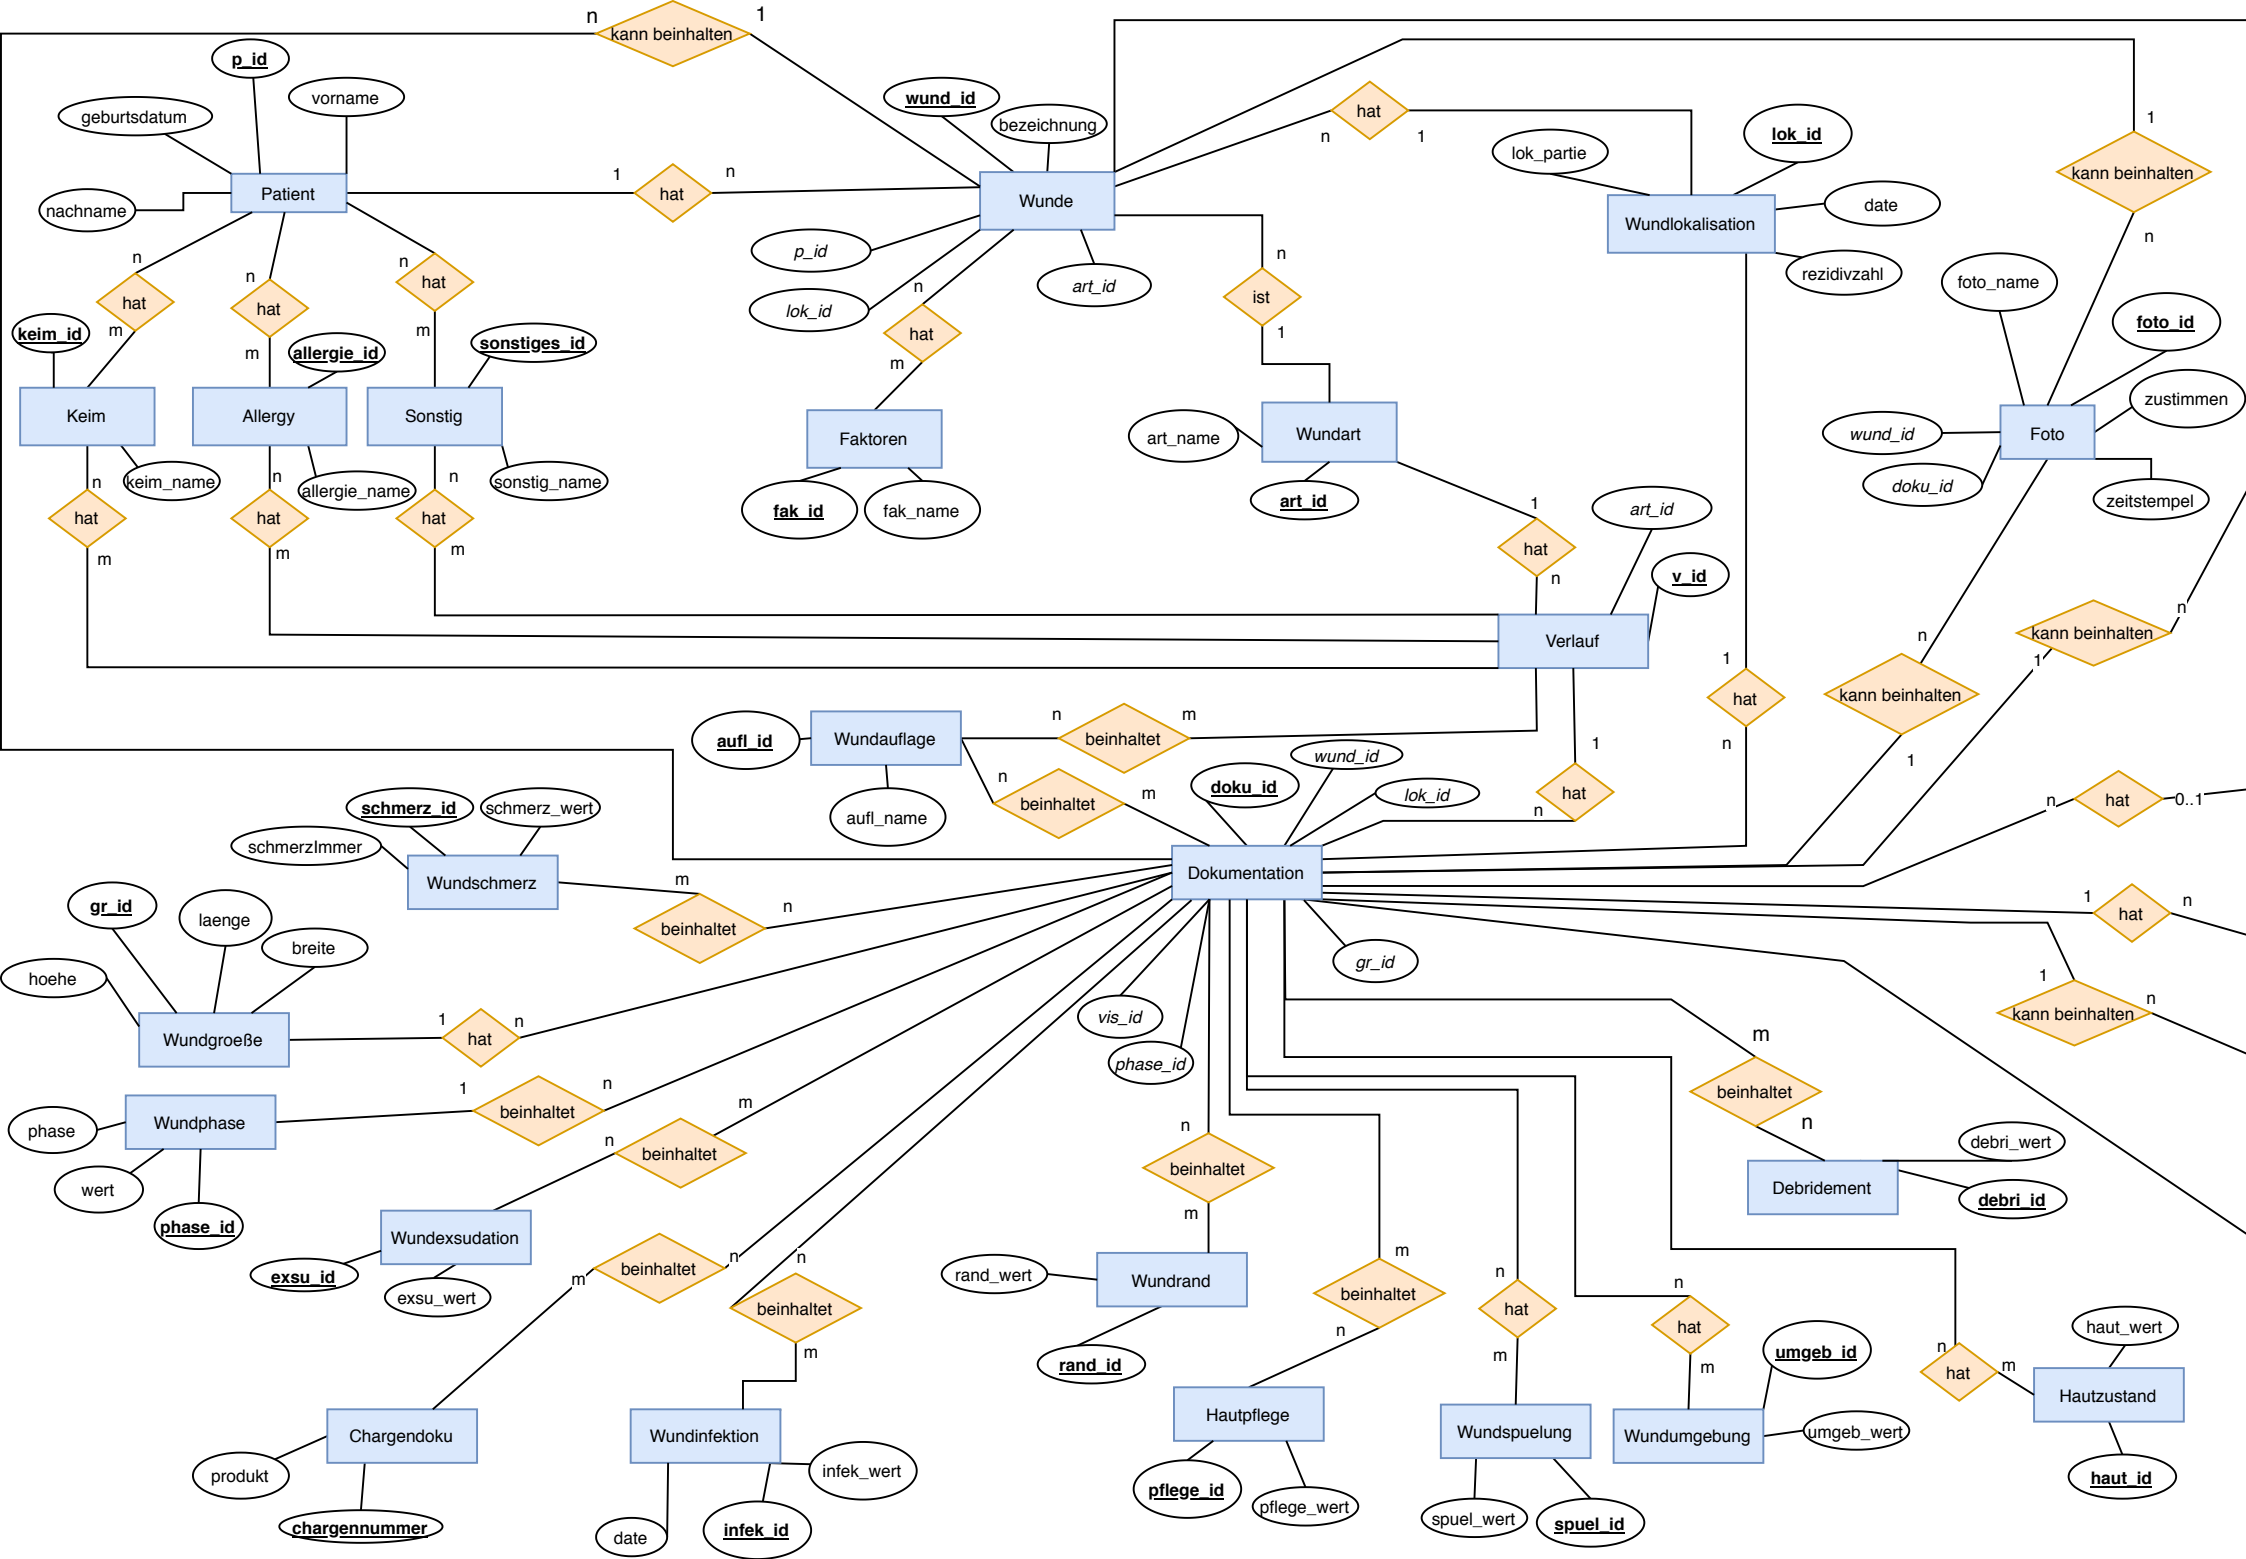 n
kann beinhalten
1
p_id
vorname
geburtsdatum
nachname
Patient
1
hat
n
wund_id
bezeichnung
Wunde
p_id
lok_id
art_id
n
hat
1
lok_partie
lok_id
date
rezidivzahl
Wundlokalisation
1
kann beinhalten
n
n
hat
m
n
hat
m
n
hat
m
n
hat
m
n
ist
1
foto_name
foto_id
zustimmen
wund_id
doku_id
zeitstempel
Foto
keim_id
allergie_id
sonstiges_id
Keim
Allergy
Sonstig
keim_name
allergie_name
sonstig_name
Faktoren
fak_id
fak_name
art_name
Wundart
art_id
n
hat
m
n
hat
m
n
hat
m
1
hat
n
art_id
v_id
Verlauf
1
hat
n
n
kann beinhalten
1
n
kann beinhalten
1
aufl_id
Wundauflage
aufl_name
n
beinhaltet
m
n
beinhaltet
m
1
hat
n
doku_id
wund_id
lok_id
Dokumentation
n
hat
0..1
schmerz_id
schmerz_wert
schmerzImmer
Wundschmerz
m
beinhaltet
n
1
hat
n
gr_id
laenge
breite
hoehe
Wundgroeße
1
hat
n
gr_id
vis_id
phase_id
1
kann beinhalten
n
phase
Wundphase
wert
phase_id
1
beinhaltet
n
m
beinhaltet
n
Wundexsudation
exsu_id
exsu_wert
n
beinhaltet
m
m
beinhaltet
n
debri_wert
Debridement
debri_id
m
beinhaltet
n
n
beinhaltet
m
rand_wert
Wundrand
rand_id
m
beinhaltet
n
n
hat
m
n
hat
m
n
hat
m
umgeb_id
haut_wert
Hautzustand
haut_id
Chargendoku
produkt
chargennummer
Wundinfektion
infek_wert
date
infek_id
Hautpflege
pflege_id
pflege_wert
Wundspuelung
spuel_wert
spuel_id
Wundumgebung
umgeb_wert